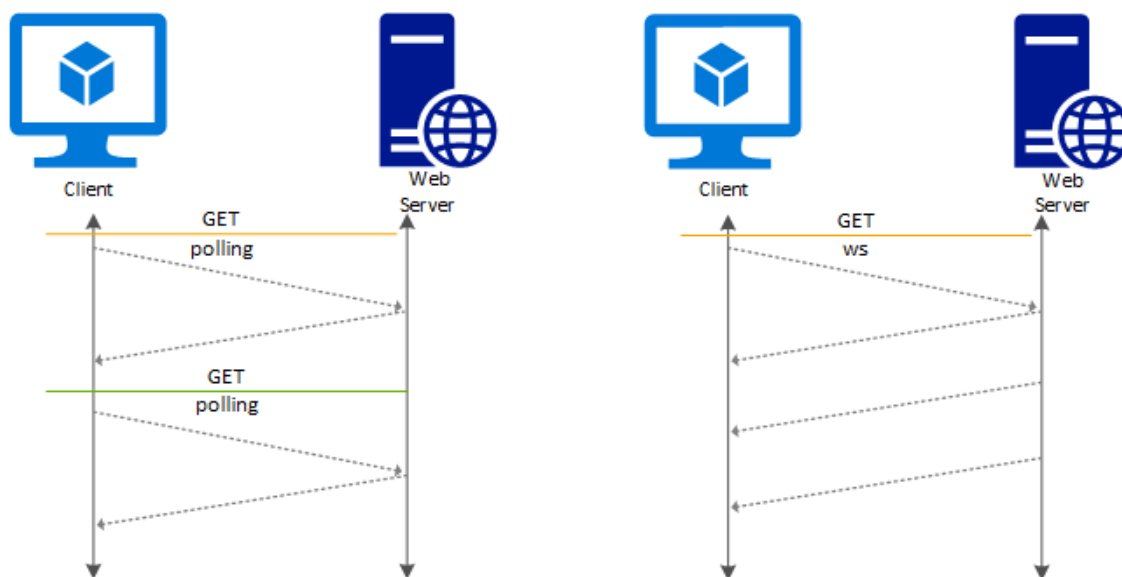 Client
Web
Server
GET
polling
GET
polling
Client
Web
Server
GET
ws